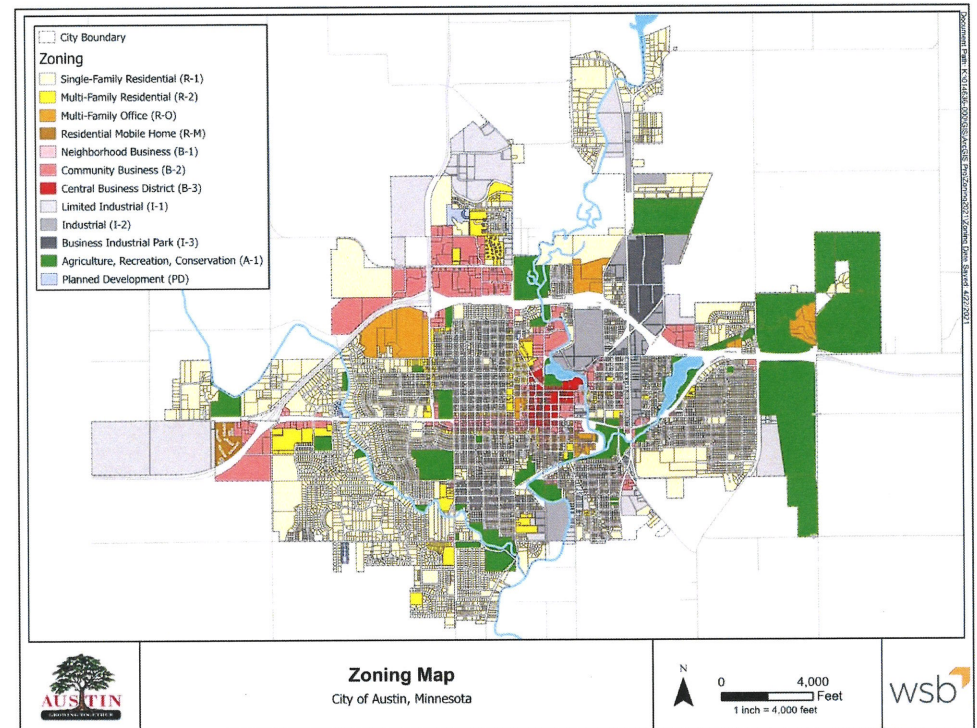 City Boundary
Zoning
Single-Family Residential (R-1)
Multi-Family Residential (R-2)
Multi-Family Office (R-O)
Residential Mobile Home (R-M)
Neighborhood Business (B-1)
Community Business (B-2)
Central Business District (B-3)
Limited Industrial (I-1)
Industrial (I-2)
Business Industrial Park (I-3)
Agriculture, Recreation, Conservation (A-1)
Planned Development (PD)
AUSTIN
GROWING TOGETHER
Zoning Map
City of Austin, Minnesota
N
0 4,000
Feet
1 inch = 4,000 feet
wsb